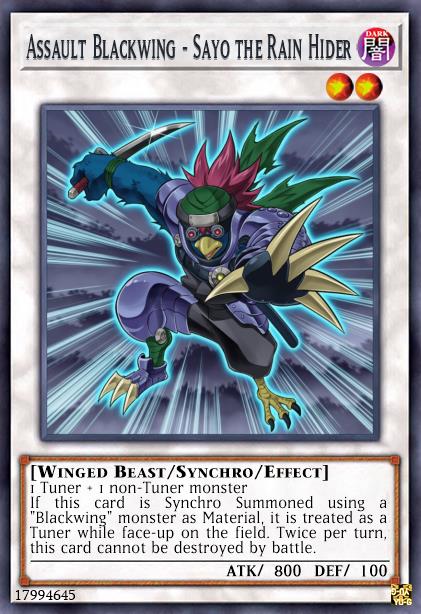 Assault Blackwing - Sayo the Rain Hider
DARK
闇
[Winged Beast/Synchro/Effect]
1 Tuner + 1 non-Tuner monster
If this card is Synchro Summoned using a
"Blackwing" monster as Material, it is treated as a
Tuner while face-up on the field. Twice per turn,
this card cannot be destroyed by battle.
ATK/ 800 DEF/ 100
17994645